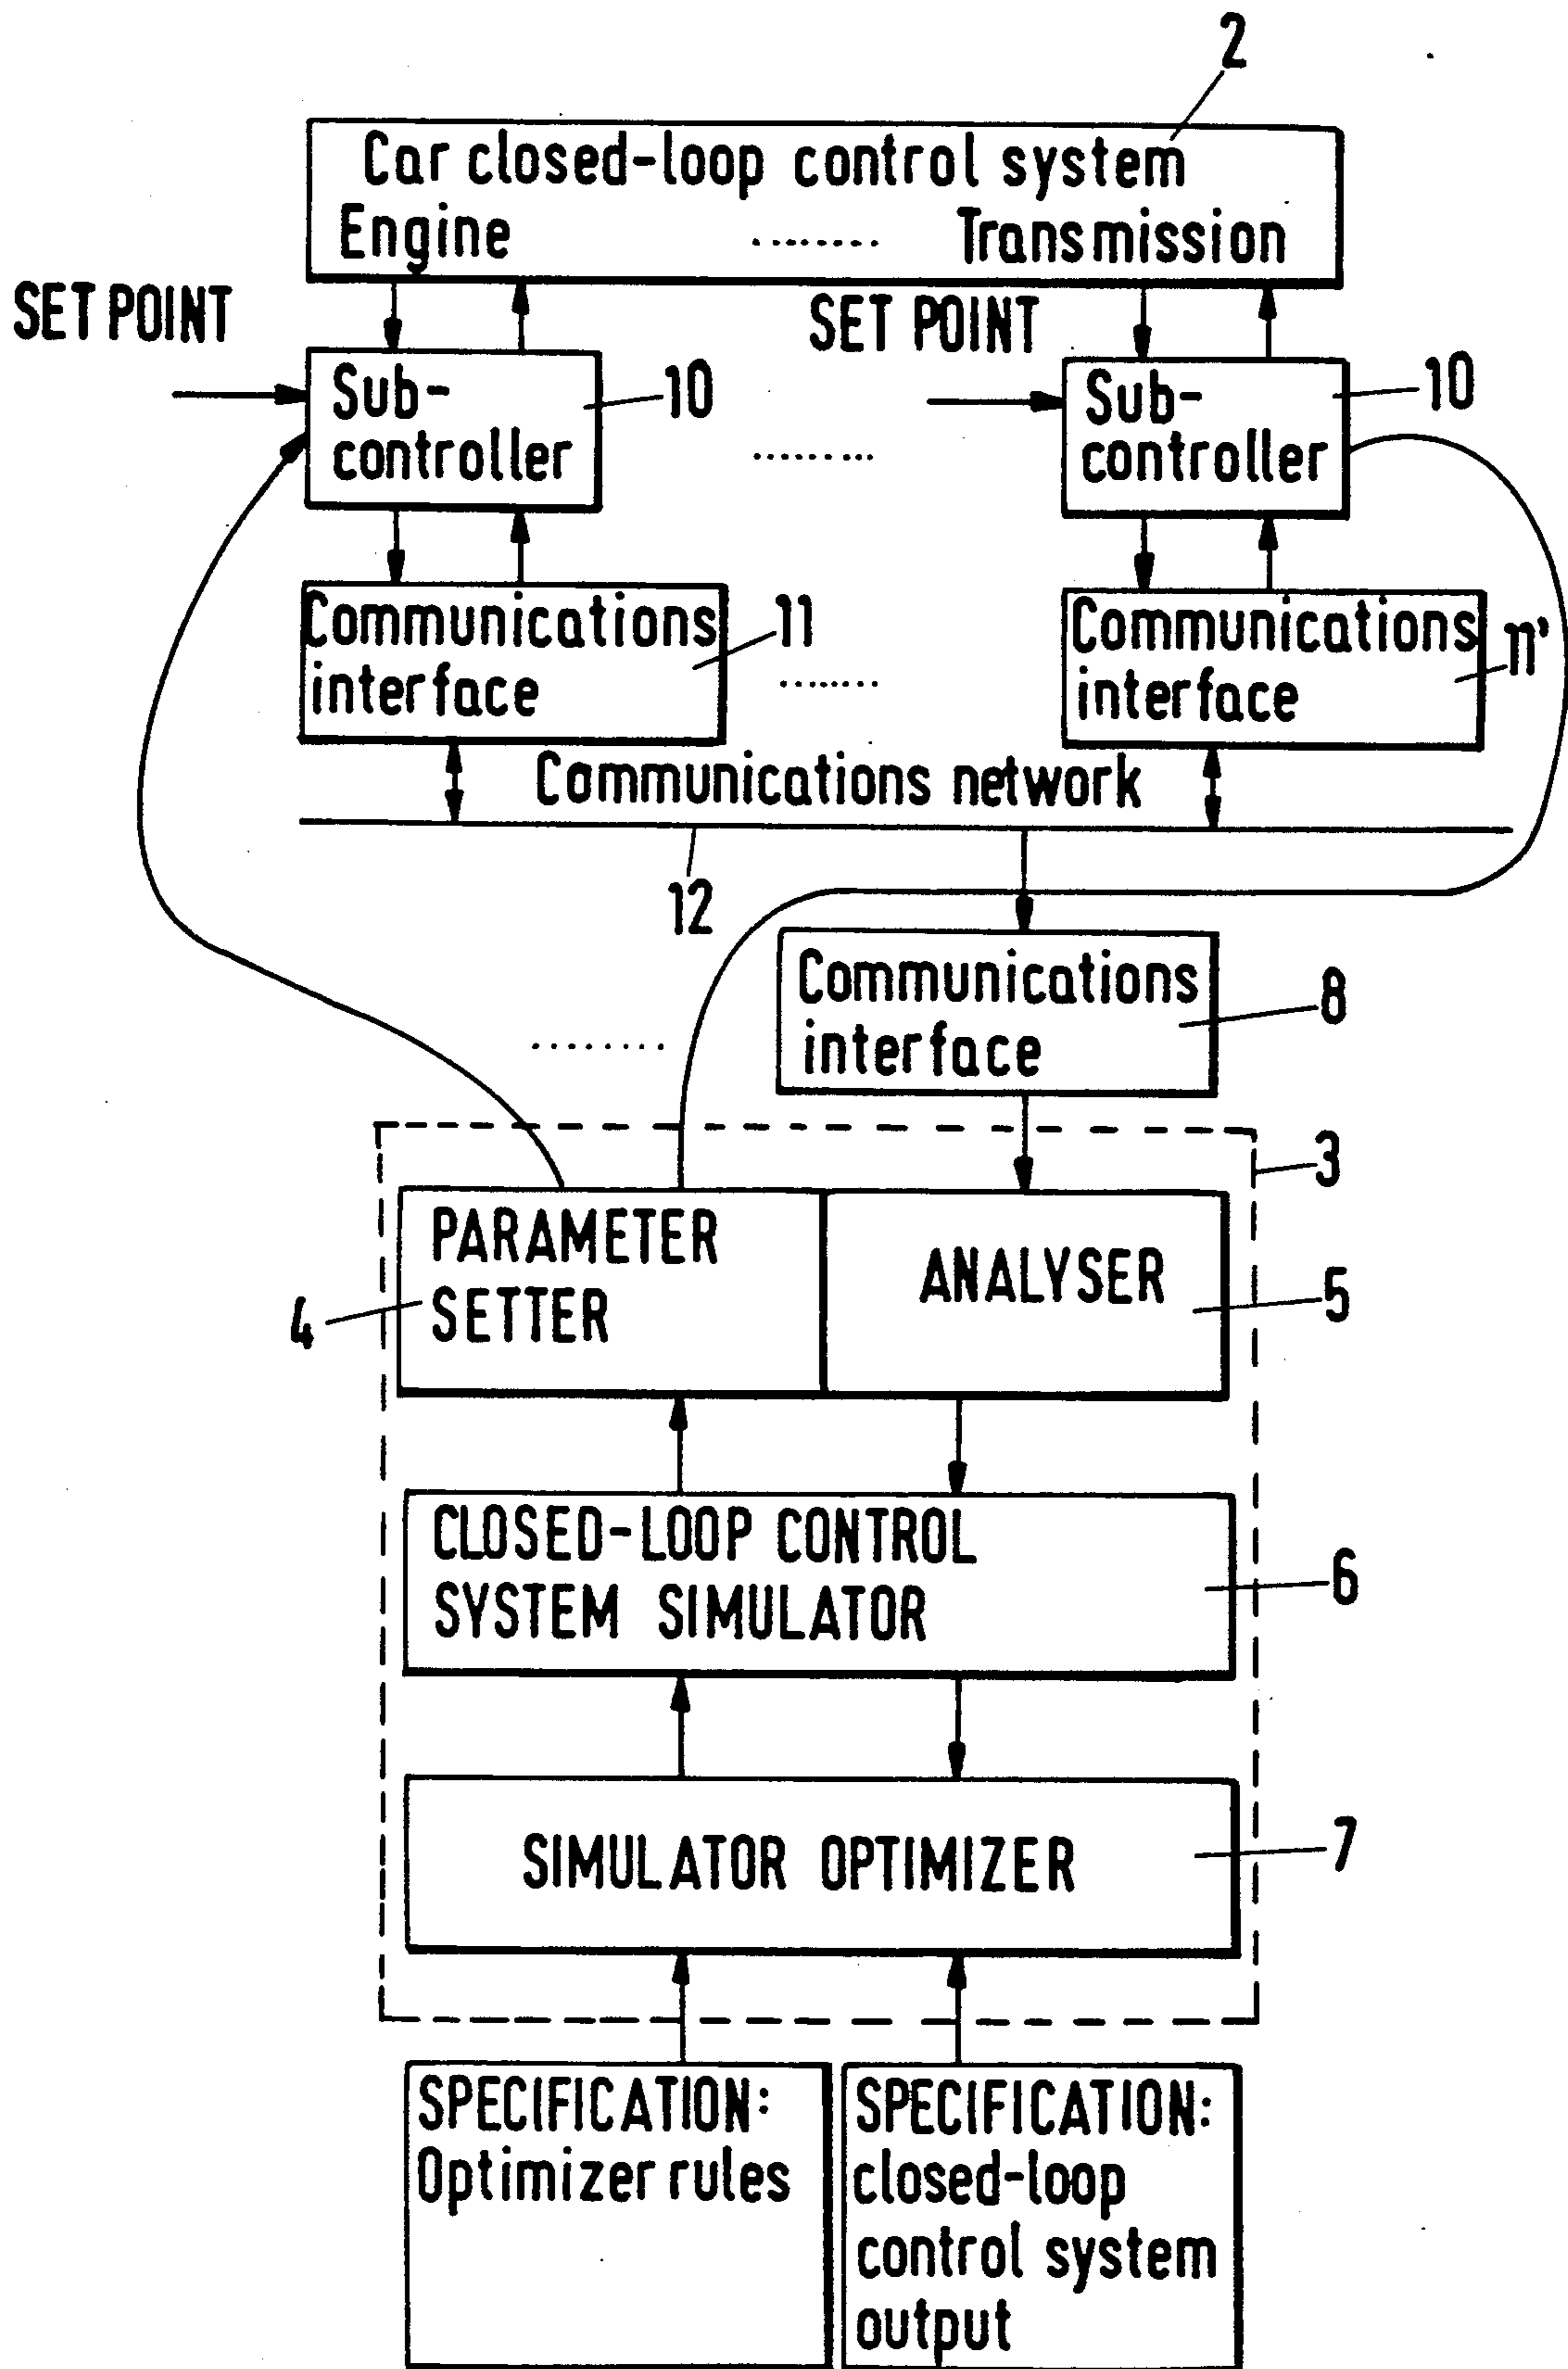 2
Car closed-loop control system
Engine ........ Transmission
SET POINT
SET POINT
Sub-
controller
10
........
Sub-
controller
10
Communications
interface
11
.......
Communications
interface
11'
Communications network
12
Communications
interface
8
........
3
PARAMETER
SETTER
4
ANALYSER
5
CLOSED-LOOP CONTROL
SYSTEM SIMULATOR
6
SIMULATOR OPTIMIZER
7
SPECIFICATION:
Optimizer rules
SPECIFICATION:
closed-loop
control system
output